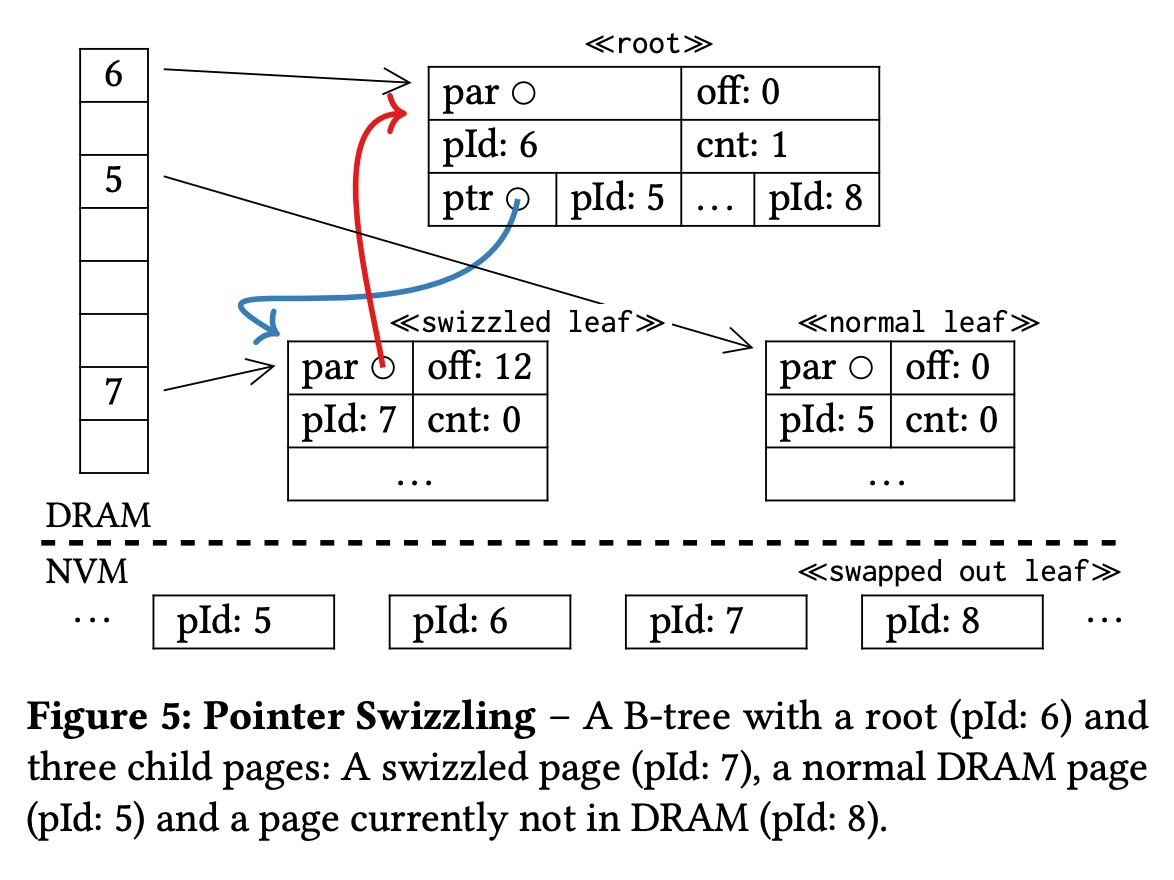 ≪root≫
6
par
off: 0
pId: 6
cnt: 1
5
ptr
pId: 5
...
pId: 8
≪swizzled leaf≫
≪normal leaf≫
par
off: 12
par
off: 0
7
pId: 7
cnt: 0
pId: 5
cnt: 0
...
...
DRAM
NVM
≪swapped out leaf≫
...
pId: 5
pId: 6
pId: 7
pId: 8
...
Figure 5: Pointer Swizzling – A B-tree with a root (pId: 6) and
three child pages: A swizzled page (pId: 7), a normal DRAM page
(pId: 5) and a page currently not in DRAM (pId: 8).